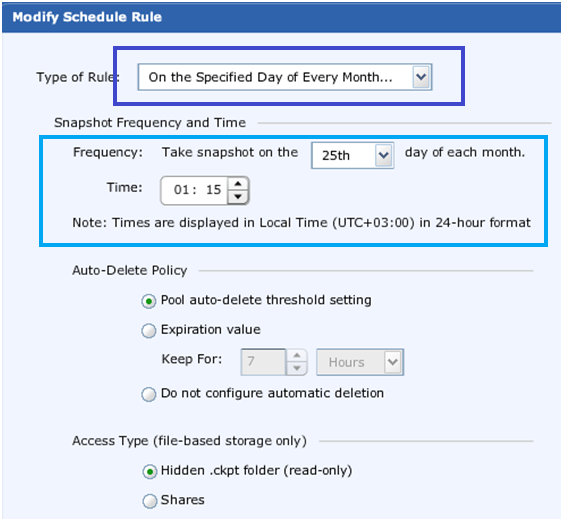 Modify Schedule Rule
Type of Rule: On the Specified Day of Every Month...
Snapshot Frequency and Time
Frequency: Take snapshot on the 25th day of each month.
Time: 01: 15
Note: Times are displayed in Local Time (UTC+03:00) in 24-hour format
Auto-Delete Policy
Pool auto-delete threshold setting
Expiration value
Keep For: 7 Hours
Do not configure automatic deletion
Access Type (file-based storage only)
Hidden .ckpt folder (read-only)
Shares